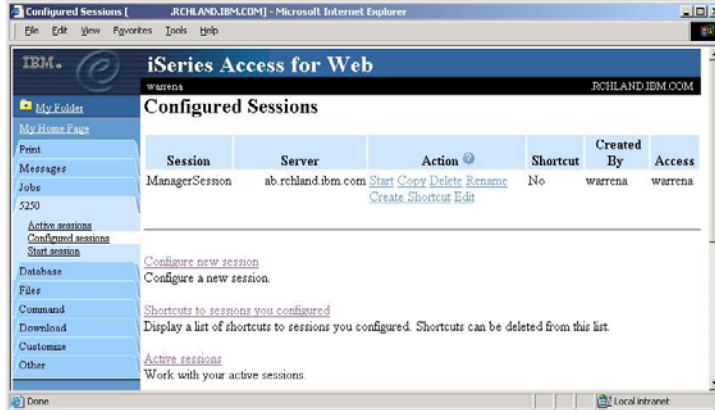 Configured Sessions [ .RCHLAND.IBM.COM] - Microsoft Internet Explorer
File Edit View Favorites Tools Help
IBM.
iSeries Access for Web
warrena .RCHLAND.IBM.COM
My Folder
My Home Page
Print
Messages
Jobs
5250
Active sessions
Configured sessions
Start session
Database
Files
Command
Download
Customize
Other
Configured Sessions
Session Server Action Shortcut Created By Access
ManagerSession ab.rchland.ibm.com Start Copy Delete Rename No warrena warrena
Create Shortcut Edit
Configure new session
Configure a new session.
Shortcuts to sessions you configured
Display a list of shortcuts to sessions you configured. Shortcuts can be deleted from this list.
Active sessions
Work with your active sessions.
Done Local intranet